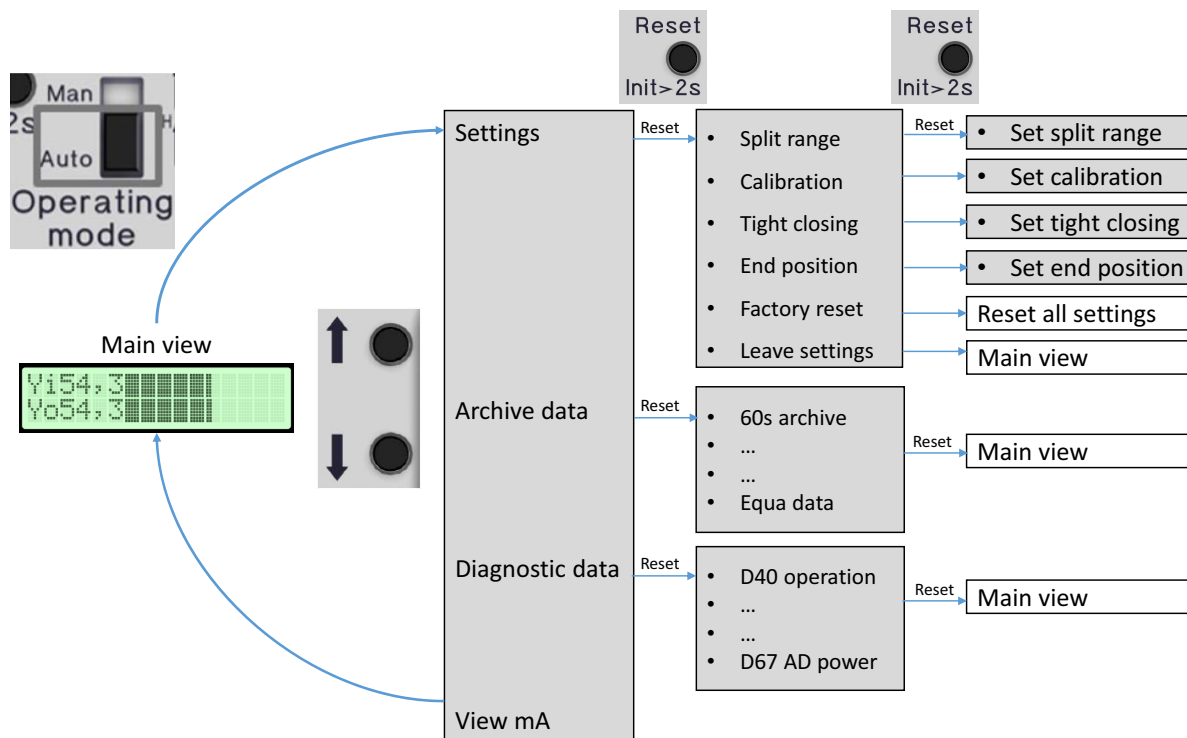 Reset
Init>2s
Reset
Init>2s
Man
2s
H
Auto
Operating
mode
Settings
Reset
• Split range
• Calibration
• Tight closing
• End position
• Factory reset
• Leave settings
Reset
• Set split range
• Set calibration
• Set tight closing
• Set end position
Reset all settings
Main view
Main view
Yi54,3
Yo54,3
Archive data
Reset
• 60s archive
• ...
• ...
• Equa data
Reset
Main view
Diagnostic data
Reset
• D40 operation
• ...
• ...
• D67 AD power
Reset
Main view
View mA